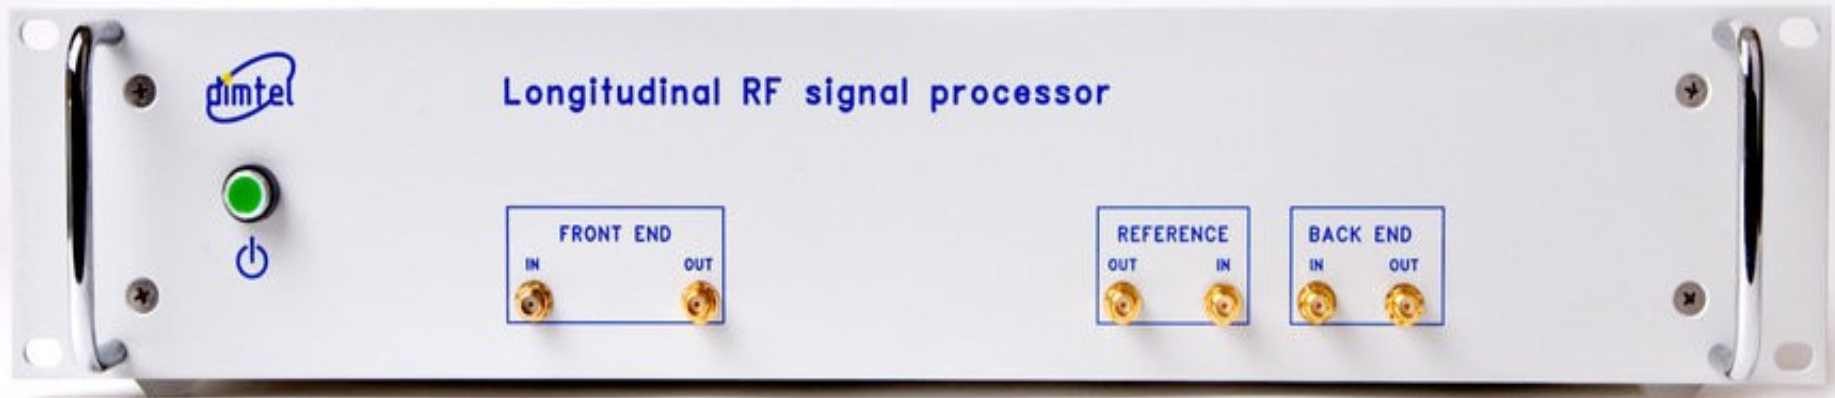 dimtel
Longitudinal RF signal processor
FRONT END
IN OUT
REFERENCE
OUT IN
BACK END
IN OUT